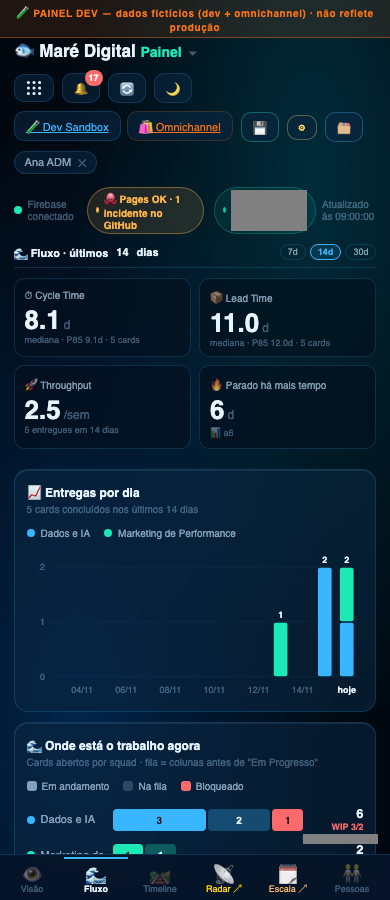 PAINEL DEV — dados fictícios (dev + omnichannel) · não reflete
produção
Maré Digital Painel
17
Dev Sandbox
Omnichannel
Ana ADM
Firebase
conectado
Pages OK · 1
incidente no
GitHub
Atualizado
às 09:00:00
Fluxo · últimos 14 dias
7d 14d 30d
Cycle Time
8.1 d
mediana · P85 9.1d · 5 cards
Lead Time
11.0 d
mediana · P85 12.0d · 5 cards
Throughput
2.5 /sem
5 entregues em 14 dias
Parado há mais tempo
6 d
a6
Entregas por dia
5 cards concluídos nos últimos 14 dias
Dados e IA Marketing de Performance
2 2
2
1
1
0
04/11 06/11 08/11 10/11 12/11 14/11 hoje
Onde está o trabalho agora
Cards abertos por squad · fila = colunas antes de "Em Progresso"
Em andamento Na fila Bloqueado
Dados e IA 3 2 1 6
WIP 3/2
2
Visão
Fluxo
Timeline
Radar ↗
Escala ↗
Pessoas